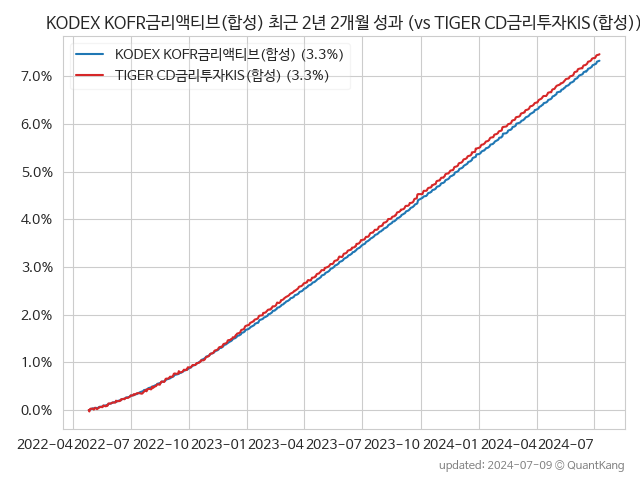 KODEX KOFR금리액티브(합성) 최근 2년 2개월 성과 (vs TIGER CD금리투자KIS(합성))
KODEX KOFR금리액티브(합성) (3.3%)
TIGER CD금리투자KIS(합성) (3.3%)
7.0%
6.0%
5.0%
4.0%
3.0%
2.0%
1.0%
0.0%
2022-04 2022-07 2022-10 2023-01 2023-04 2023-07 2023-10 2024-01 2024-04 2024-07
updated: 2024-07-09 © QuantKang